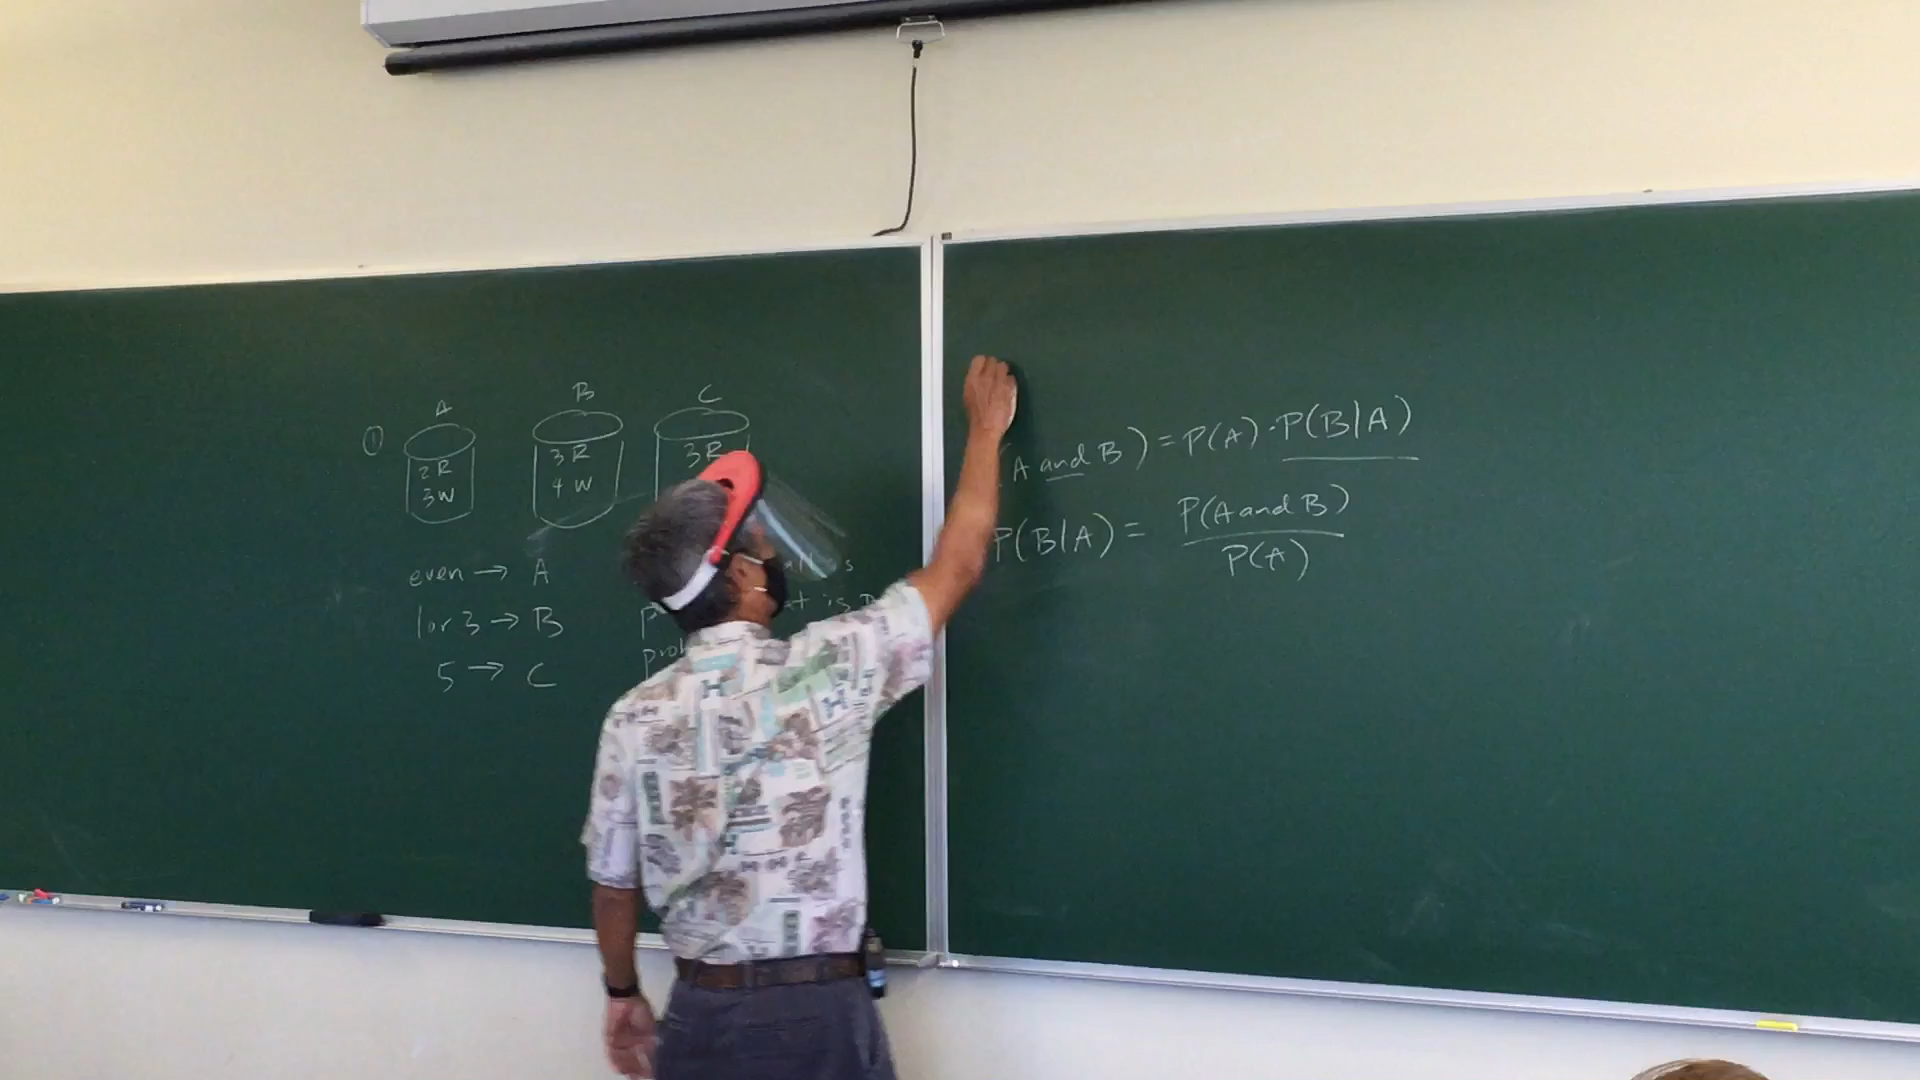 ①
A
B
C
2R
3W
3R
4W
3R
even → A
1 or 3 → B
5 → C
(A and B) = P(A) · P(B|A)
P(B|A) = P(A and B)
P(A)